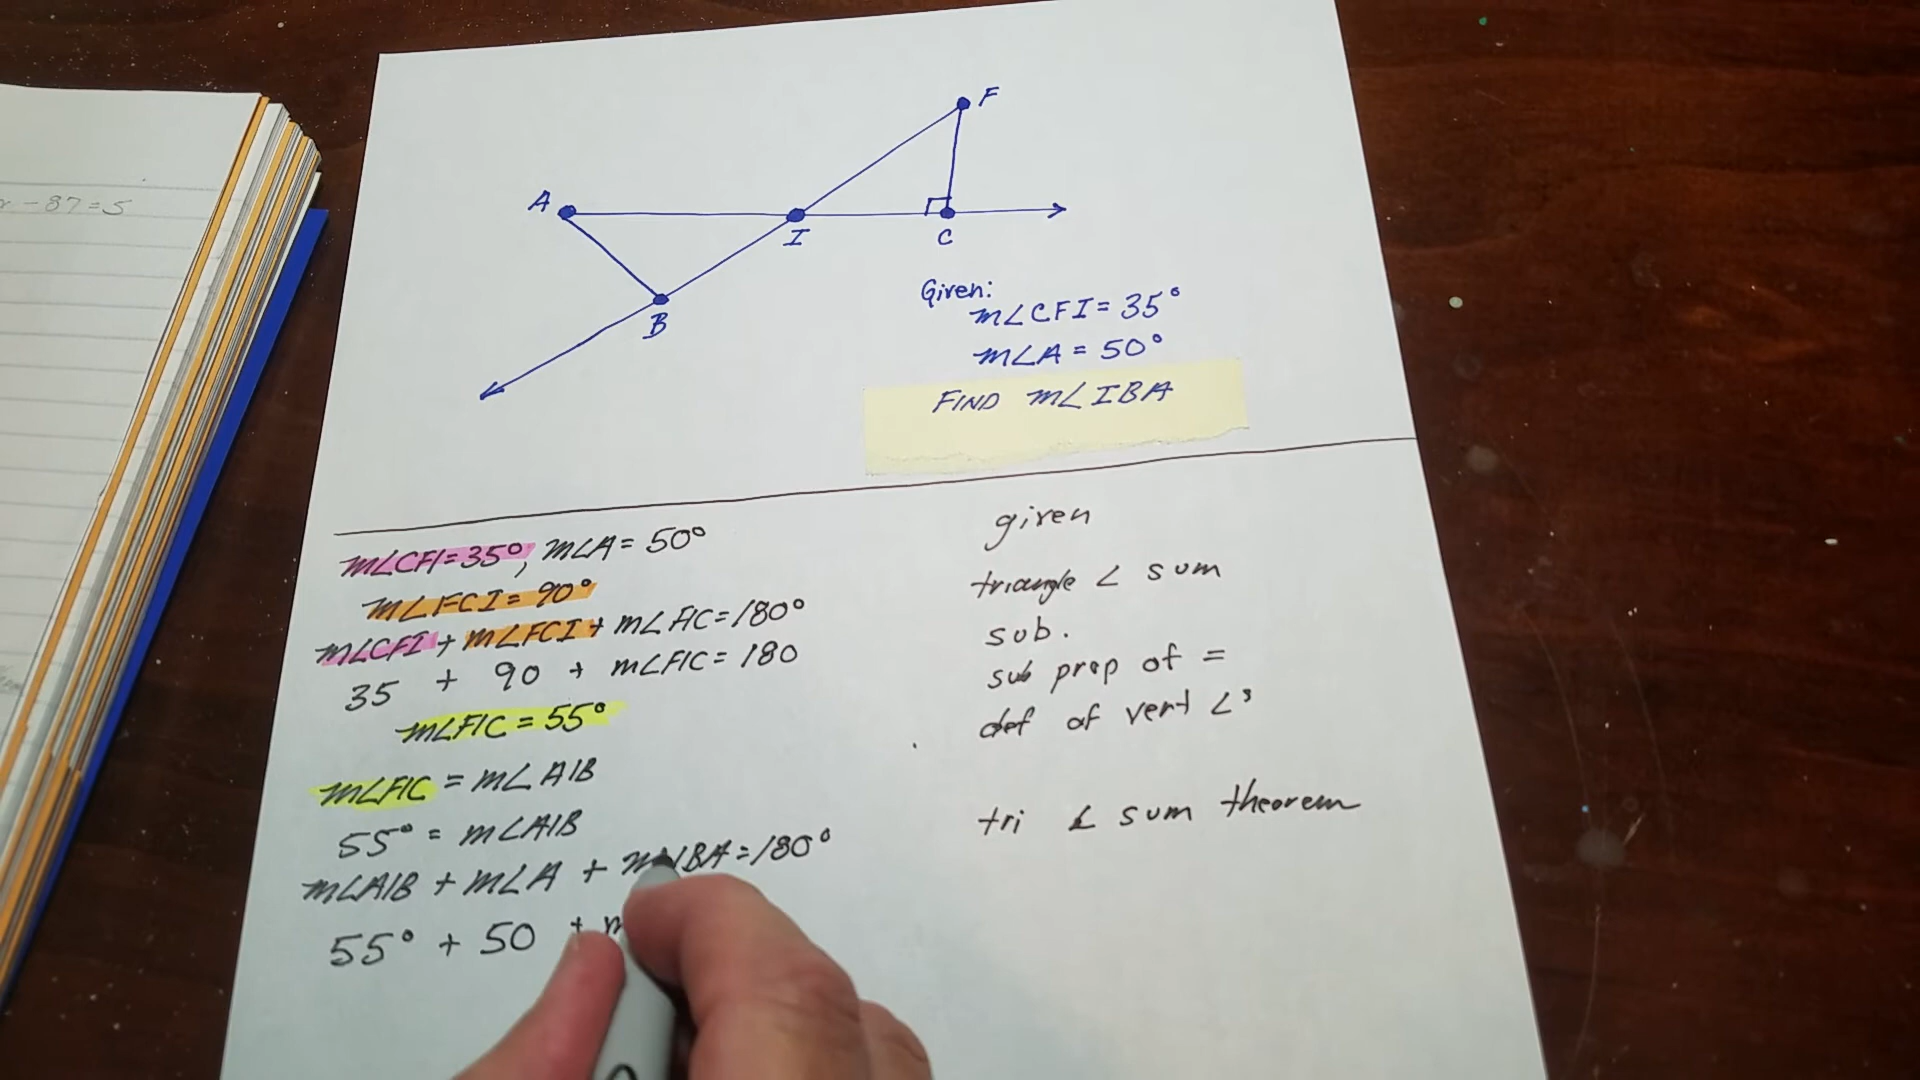 - 87 = 5
F
A
I
C
B
Given:
m∠CFI = 35°
m∠A = 50°
FIND m∠IBA
m∠CFI = 35°, m∠A = 50°
given
m∠FCI = 90°
triangle ∠ sum
m∠CFI + m∠FCI + m∠FIC = 180°
sub.
35 + 90 + m∠FIC = 180
sub prop of =
m∠FIC = 55°
def of vert ∠'s
m∠FIC = m∠AIB
55° = m∠AIB
tri ∠ sum theorem
m∠AIB + m∠A + m∠IBA = 180°
55° + 50 + m